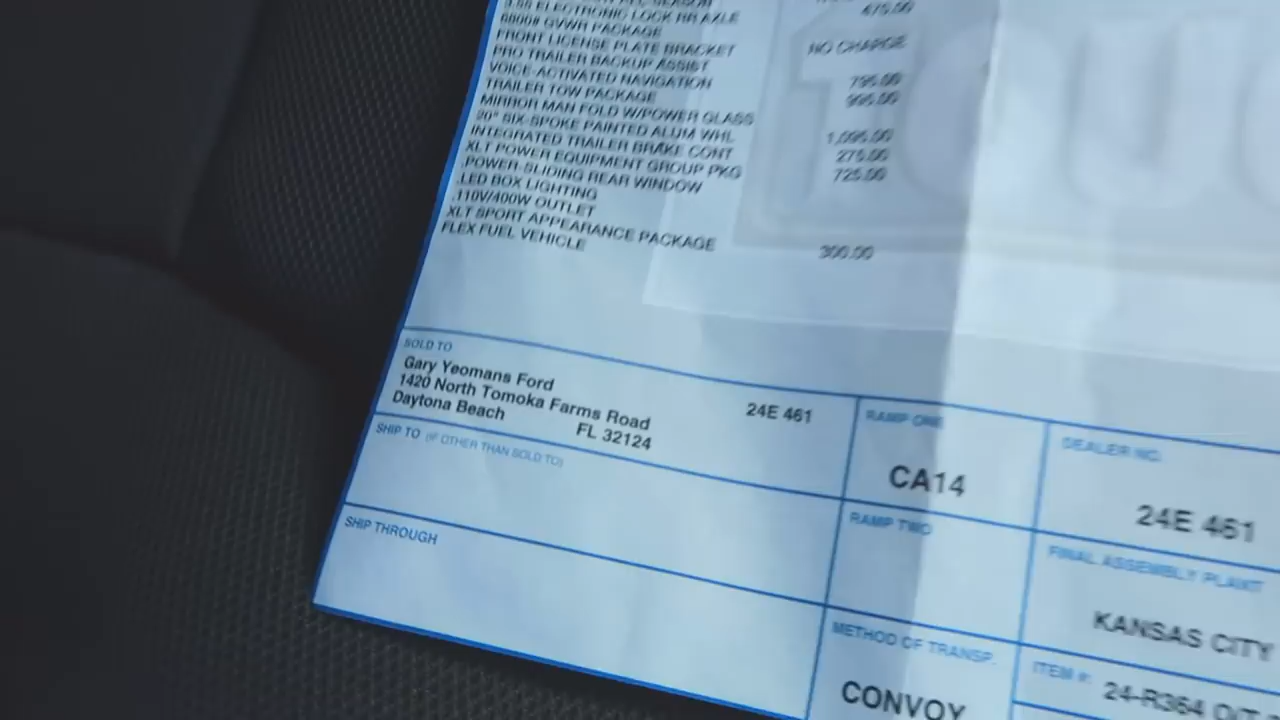 3.55 ELECTRONIC LOCK RR AXLE 475.00
6600# GVWR PACKAGE
FRONT LICENSE PLATE BRACKET NO CHARGE
PRO TRAILER BACKUP ASSIST
VOICE-ACTIVATED NAVIGATION 795.00
TRAILER TOW PACKAGE 995.00
MIRROR MAN FOLD W/POWER GLASS
20" SIX-SPOKE PAINTED ALUM WHL 1,095.00
INTEGRATED TRAILER BRAKE CONT 275.00
XLT POWER EQUIPMENT GROUP PKG 725.00
.POWER-SLIDING REAR WINDOW
.LED BOX LIGHTING
.110V/400W OUTLET
XLT SPORT APPEARANCE PACKAGE 300.00
FLEX FUEL VEHICLE
SOLD TO
Gary Yeomans Ford
1420 North Tomoka Farms Road 24E 461
Daytona Beach FL 32124
SHIP TO (IF OTHER THAN SOLD TO)
SHIP THROUGH
RAMP ONE
CA14
RAMP TWO
METHOD OF TRANSP.
CONVOY
DEALER NO.
24E 461
FINAL ASSEMBLY PLANT
KANSAS CITY
ITEM #:
24-R364 O/T